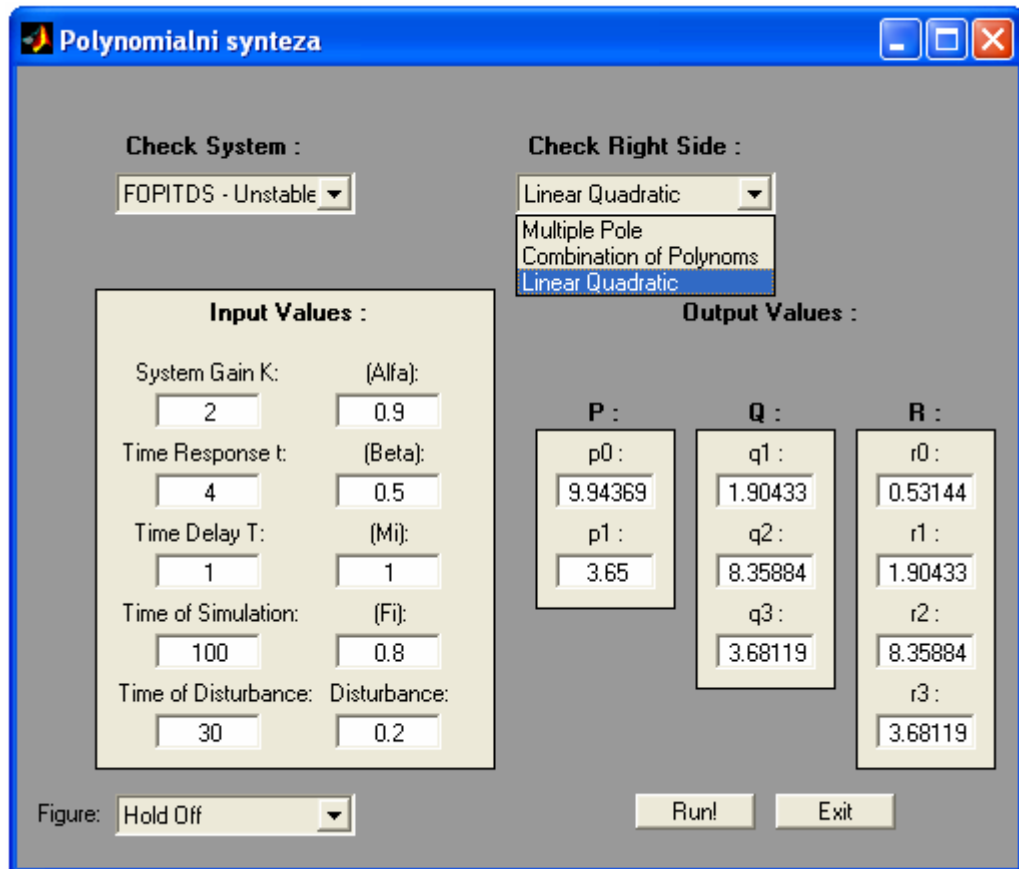 Polynomialni synteza
Check System :
Check Right Side :
FOPITDS - Unstable
Linear Quadratic
Multiple Pole
Combination of Polynoms
Linear Quadratic
Input Values :
System Gain K: (Alfa):
2 0.9
Time Response t: (Beta):
4 0.5
Time Delay T: (Mi):
1 1
Time of Simulation: (Fi):
100 0.8
Time of Disturbance: Disturbance:
30 0.2
Output Values :
P : Q : R :
p0 : q1 : r0 :
9.94369 1.90433 0.53144
p1 : q2 : r1 :
3.65 8.35884 1.90433
q3 : r2 :
3.68119 8.35884
r3 :
3.68119
Figure: Hold Off
Run! Exit